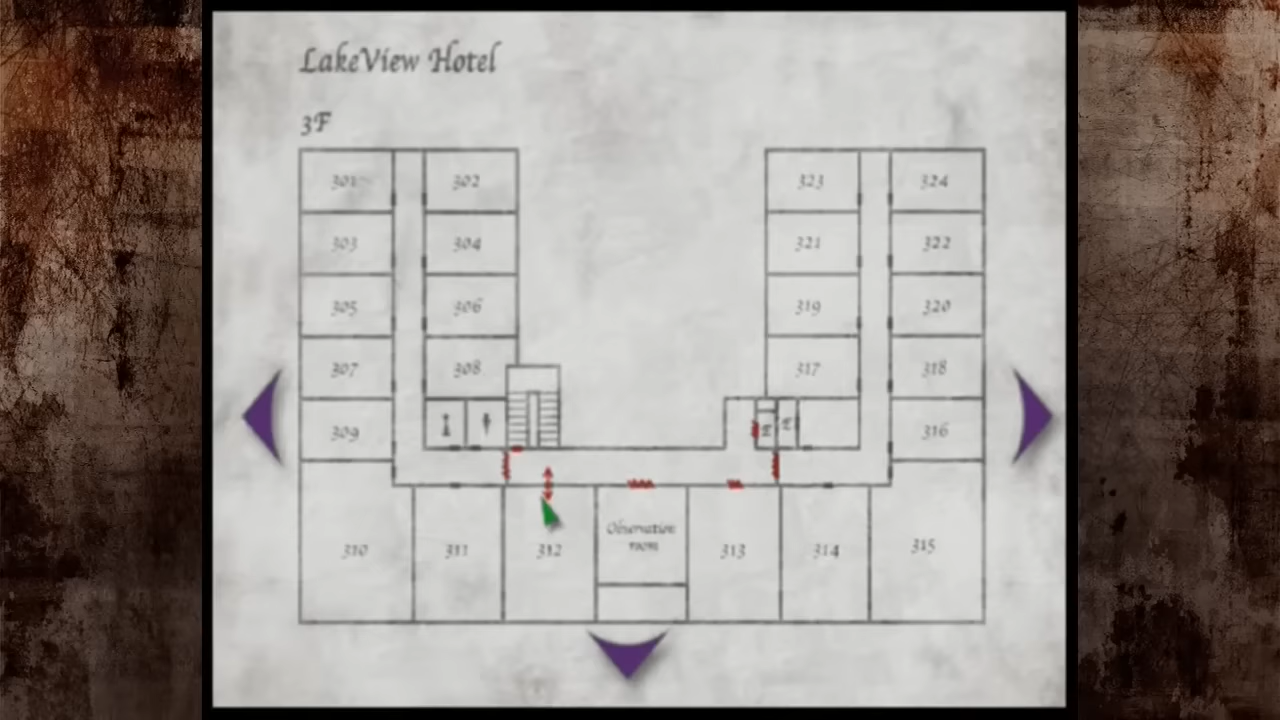 LakeView Hotel
3F
301 302 323 324
303 304 321 322
305 306 319 320
307 308 317 318
309 E E 316
310 311 312 Observation room 313 314 315